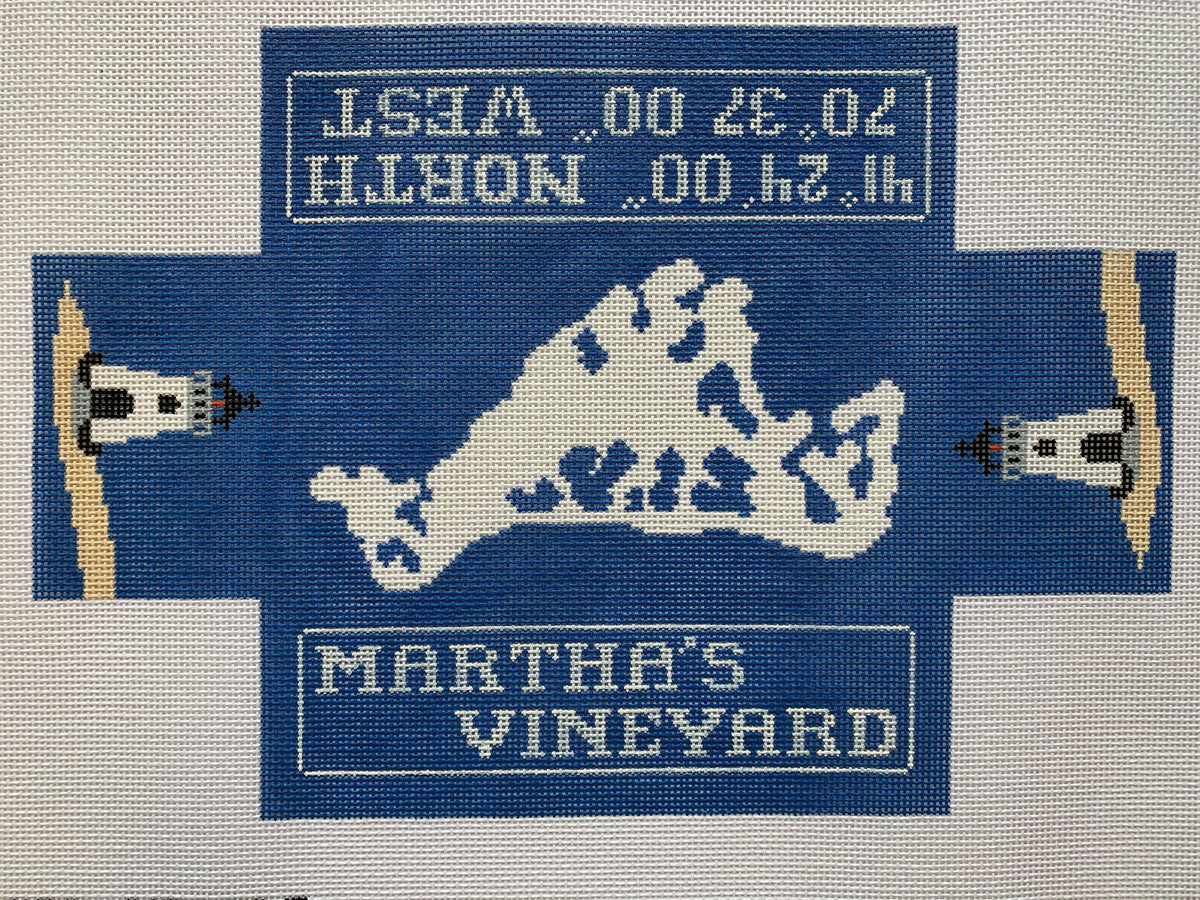 41°24'00" NORTH
70°37'00" WEST
MARTHA'S
VINEYARD